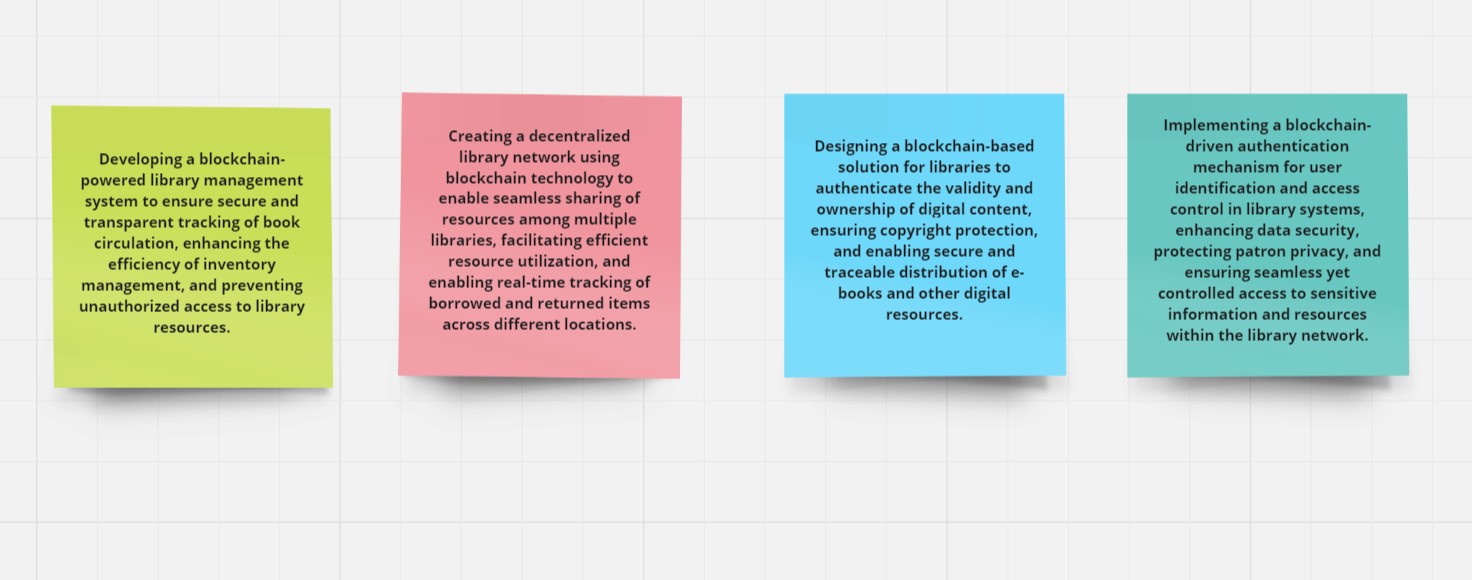 Developing a blockchain-
powered library management
system to ensure secure and
transparent tracking of book
circulation, enhancing the
efficiency of inventory
management, and preventing
unauthorized access to library
resources.
Creating a decentralized
library network using
blockchain technology to
enable seamless sharing of
resources among multiple
libraries, facilitating efficient
resource utilization, and
enabling real-time tracking of
borrowed and returned items
across different locations.
Designing a blockchain-based
solution for libraries to
authenticate the validity and
ownership of digital content,
ensuring copyright protection,
and enabling secure and
traceable distribution of e-
books and other digital
resources.
Implementing a blockchain-
driven authentication
mechanism for user
identification and access
control in library systems,
enhancing data security,
protecting patron privacy, and
ensuring seamless yet
controlled access to sensitive
information and resources
within the library network.